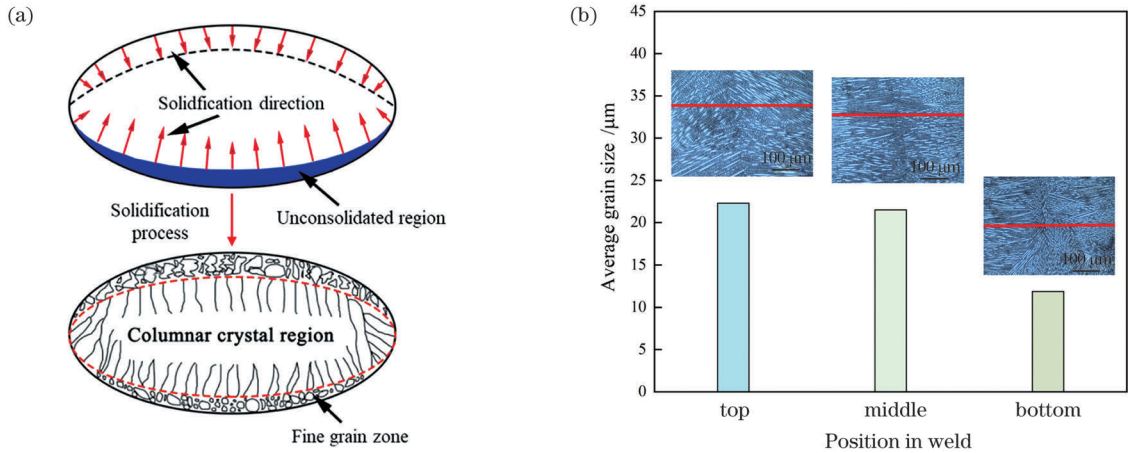 (a)
Solidfication direction
Unconsolidated region
Solidification
process
Columnar crystal region
Fine grain zone
(b)
Average grain size /μm
45
40
35
30
25
20
15
10
5
0
100 μm
100 μm
100 μm
top
middle
bottom
Position in weld